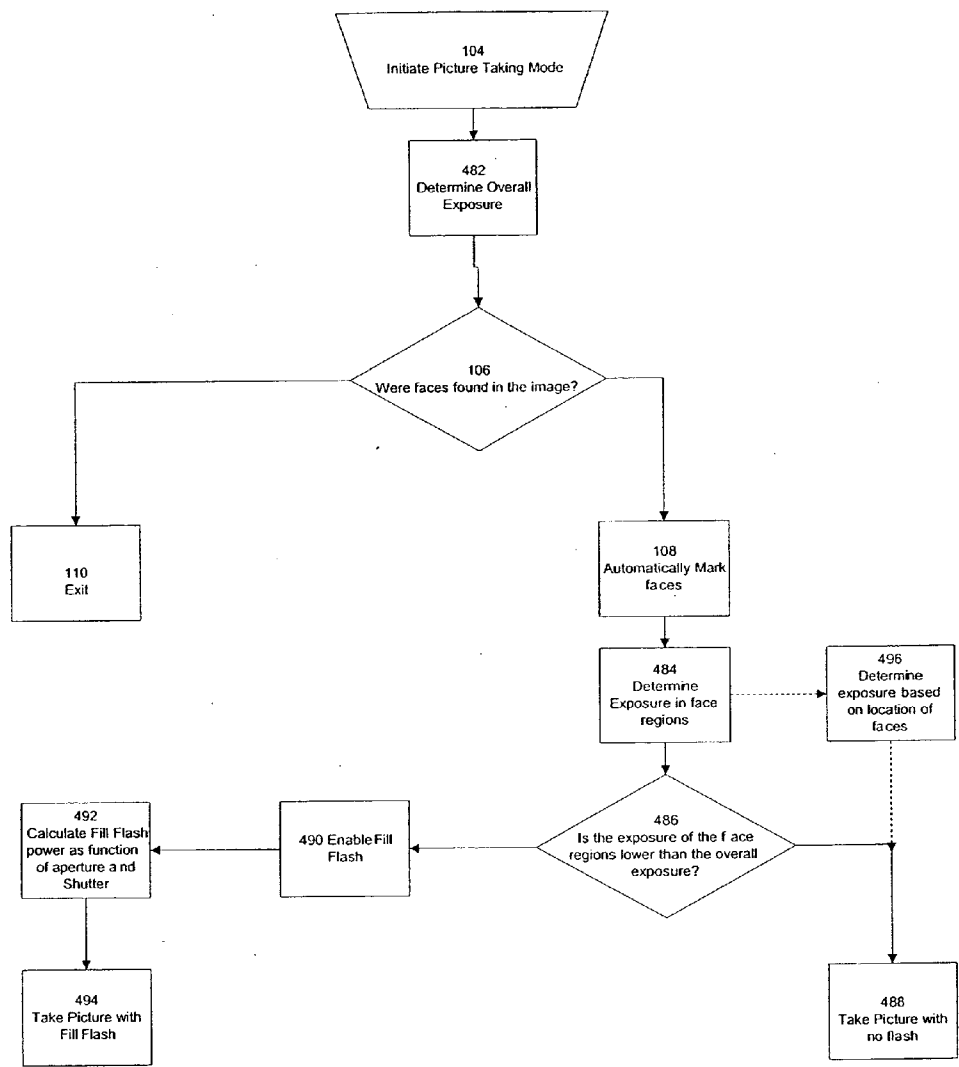 104
Initiate Picture Taking Mode
482
Determine Overall
Exposure
106
Were faces found in the image?
110
Exit
108
Automatically Mark
faces
484
Determine
Exposure in face
regions
496
Determine
exposure based
on location of
faces
486
Is the exposure of the face
regions lower than the overall
exposure?
490 Enable Fill
Flash
492
Calculate Fill Flash
power as function
of aperture and
Shutter
494
Take Picture with
Fill Flash
488
Take Picture with
no flash